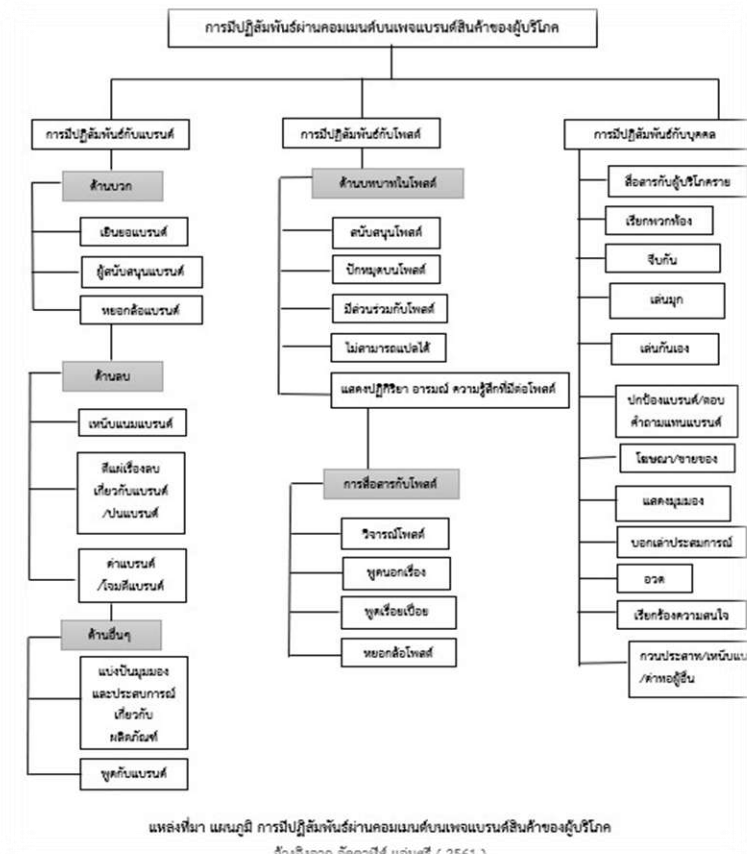 การมีปฏิสัมพันธ์ผ่านคอมเมนต์บนเพจแบรนด์สินค้าของผู้บริโภค
การมีปฏิสัมพันธ์กับแบรนด์
ด้านบวก
เยินยอแบรนด์
ผู้สนับสนุนแบรนด์
หยอกล้อแบรนด์
ด้านลบ
เหน็บแนมแบรนด์
ตีแผ่เรื่องลบ
เกี่ยวกับแบรนด์
/ปนแบรนด์
ด่าแบรนด์
/โจมตีแบรนด์
ด้านอื่นๆ
แบ่งปันมุมมอง
และประสบการณ์
เกี่ยวกับ
ผลิตภัณฑ์
พูดกับแบรนด์
การมีปฏิสัมพันธ์กับโพสต์
ด้านบทบาทในโพสต์
สนับสนุนโพสต์
ปักหมุดบนโพสต์
มีส่วนร่วมกับโพสต์
ไม่สามารถแปลได้
แสดงปฏิกิริยา อารมณ์ ความรู้สึกที่มีต่อโพสต์
การสื่อสารกับโพสต์
วิจารณ์โพสต์
พูดนอกเรื่อง
พูดเรื่อยเปื่อย
หยอกล้อโพสต์
การมีปฏิสัมพันธ์กับบุคคล
สื่อสารกับผู้บริโภคราย
เรียกพวกพ้อง
จีบกัน
เล่นมุก
เล่นกันเอง
ปกป้องแบรนด์/ตอบ
คำถามแทนแบรนด์
โฆษณา/ขายของ
แสดงมุมมอง
บอกเล่าประสบการณ์
อวด
เรียกร้องความสนใจ
กวนประสาท/เหน็บแน
/ด่าทอผู้อื่น
แหล่งที่มา แผนภูมิ การมีปฏิสัมพันธ์ผ่านคอมเมนต์บนเพจแบรนด์สินค้าของผู้บริโภค